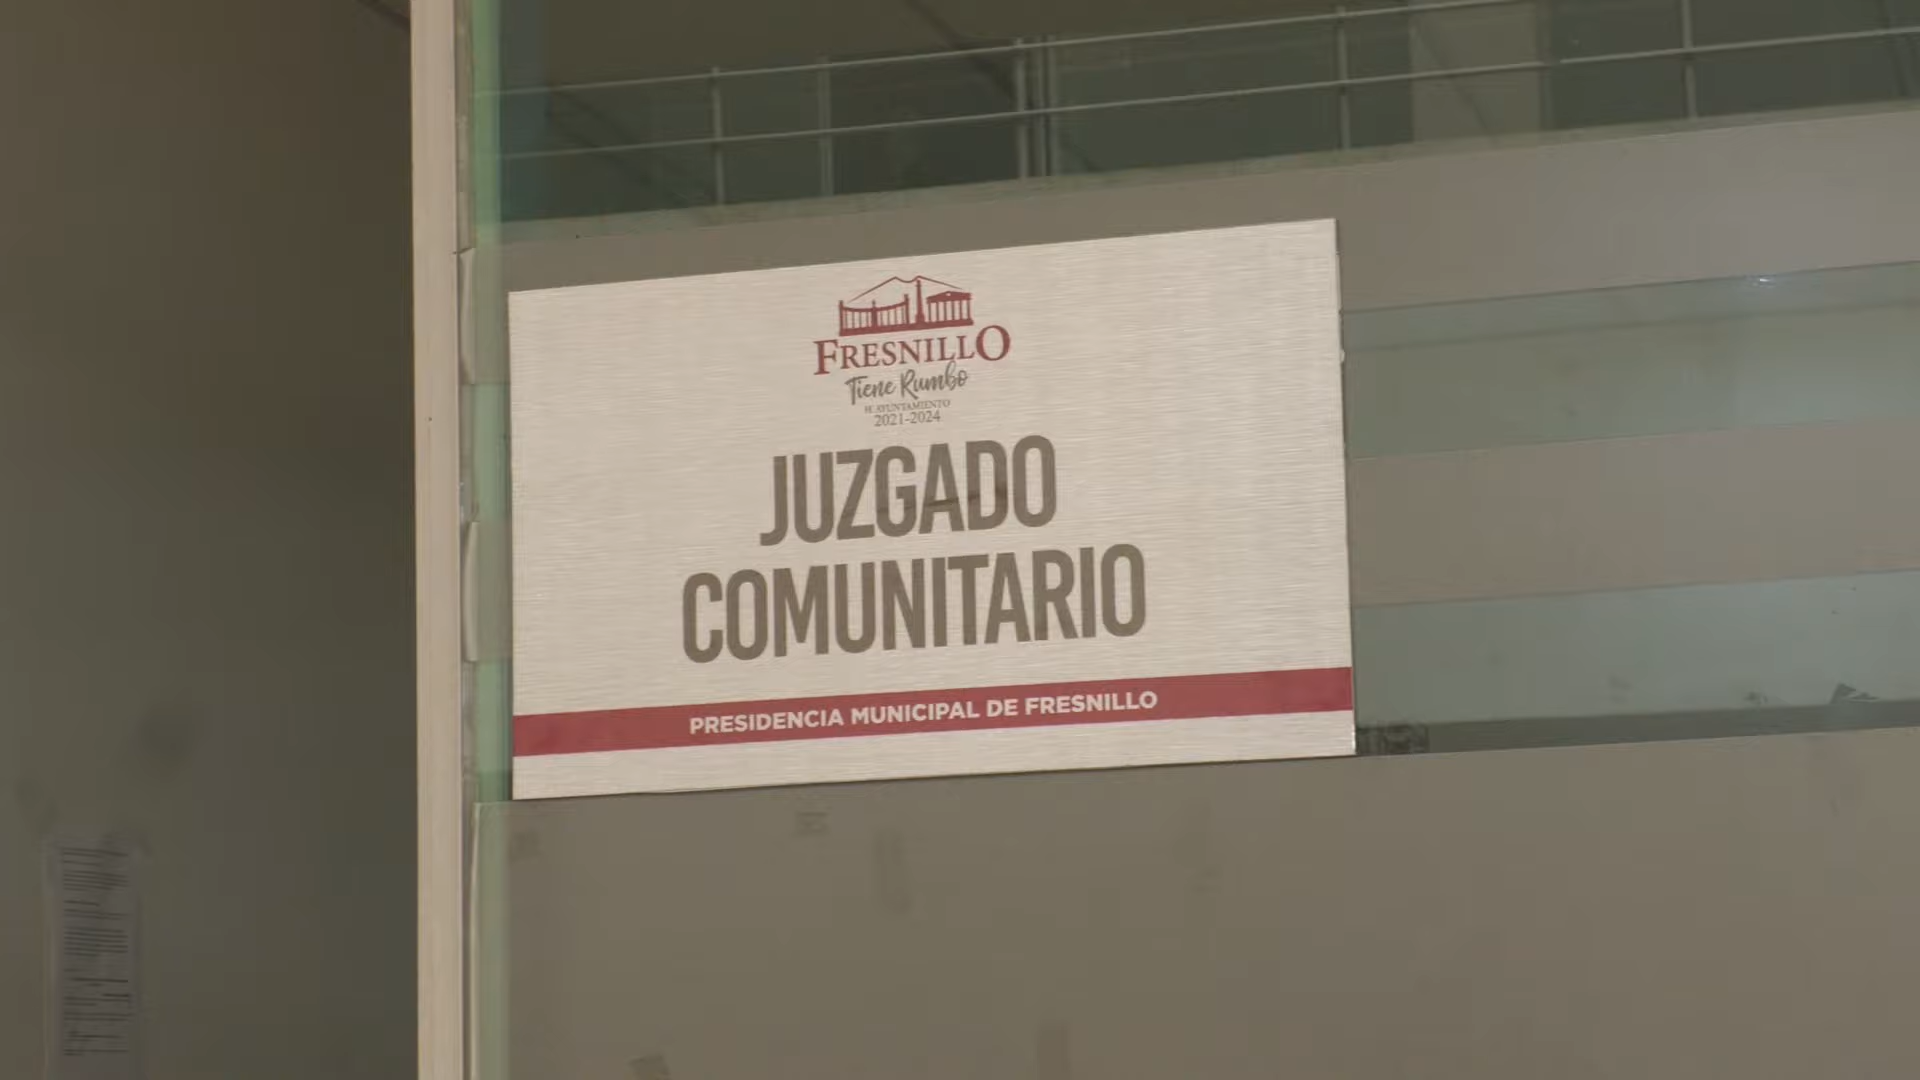 FRESNILLO
Tiene Rumbo
H. AYUNTAMIENTO
2021-2024
JUZGADO
COMUNITARIO
PRESIDENCIA MUNICIPAL DE FRESNILLO